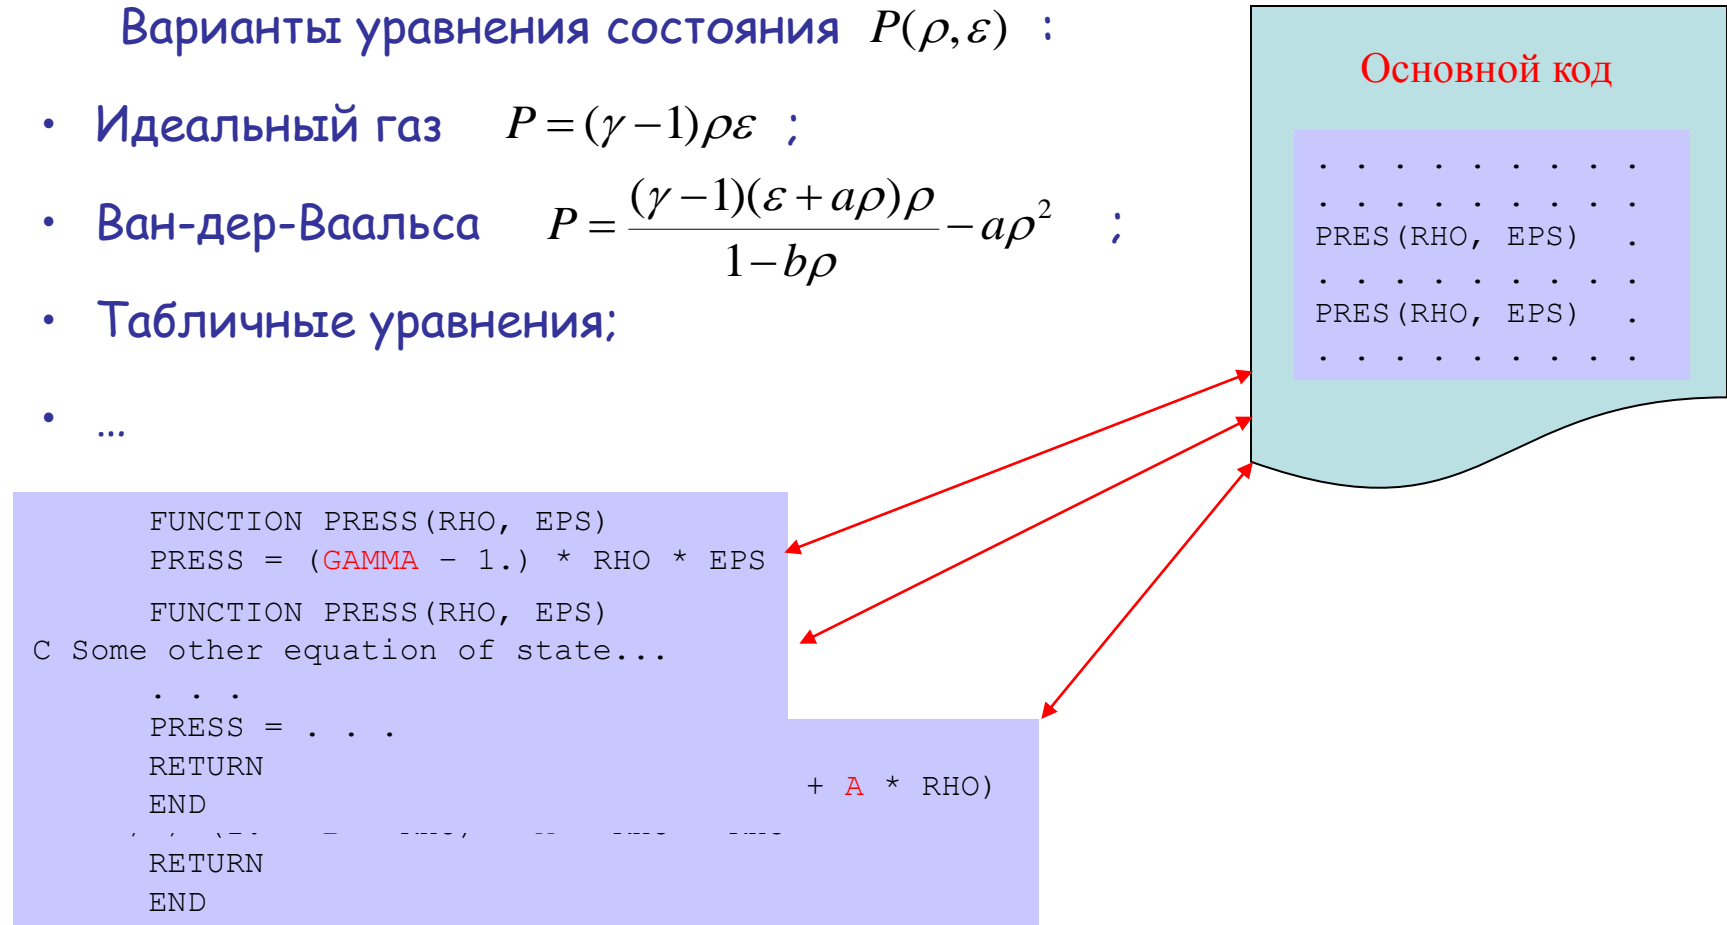 Варианты уравнения состояния P(ρ, ε) :
• Идеальный газ P = (γ − 1)ρε ;
• Ван-дер-Ваальса P = \frac{(γ − 1)(ε + aρ)ρ}{1 − bρ} − aρ² ;
• Табличные уравнения;
• …
Основной код
. . . . . . . . .
. . . . . . . . .
PRES(RHO, EPS) .
. . . . . . . . .
PRES(RHO, EPS) .
. . . . . . . . .
FUNCTION PRESS(RHO, EPS)
PRESS = (GAMMA – 1.) * RHO * EPS
FUNCTION PRESS(RHO, EPS)
C Some other equation of state...
. . .
PRESS = . . .
RETURN
END
+ A * RHO)
RETURN
END